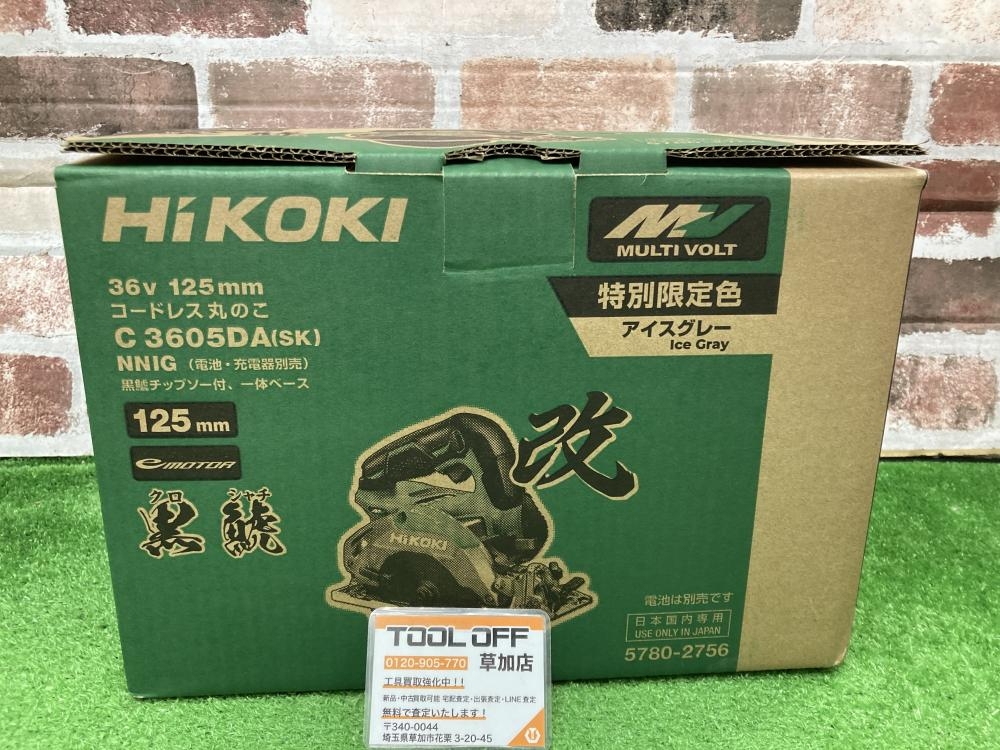 HiKOKI
MV
MULTI VOLT
特別限定色
アイスグレー
Ice Gray
36v 125mm
コードレス丸のこ
C 3605DA(SK)
NNIG (電池・充電器別売)
黒鯱チップソー付、一体ベース
125mm
e MOTOR
クロ シャチ
黒鯱
改
HiKOKI
電池は別売です
日本国内専用
USE ONLY IN JAPAN
5780-2756
TOOL OFF
0120-905-770 草加店
工具買取強化中!!
新品・中古買取可能 宅配査定・出張査定・LINE査定
無料で査定いたします!
〒340-0044
埼玉県草加市花栗 3-20-45